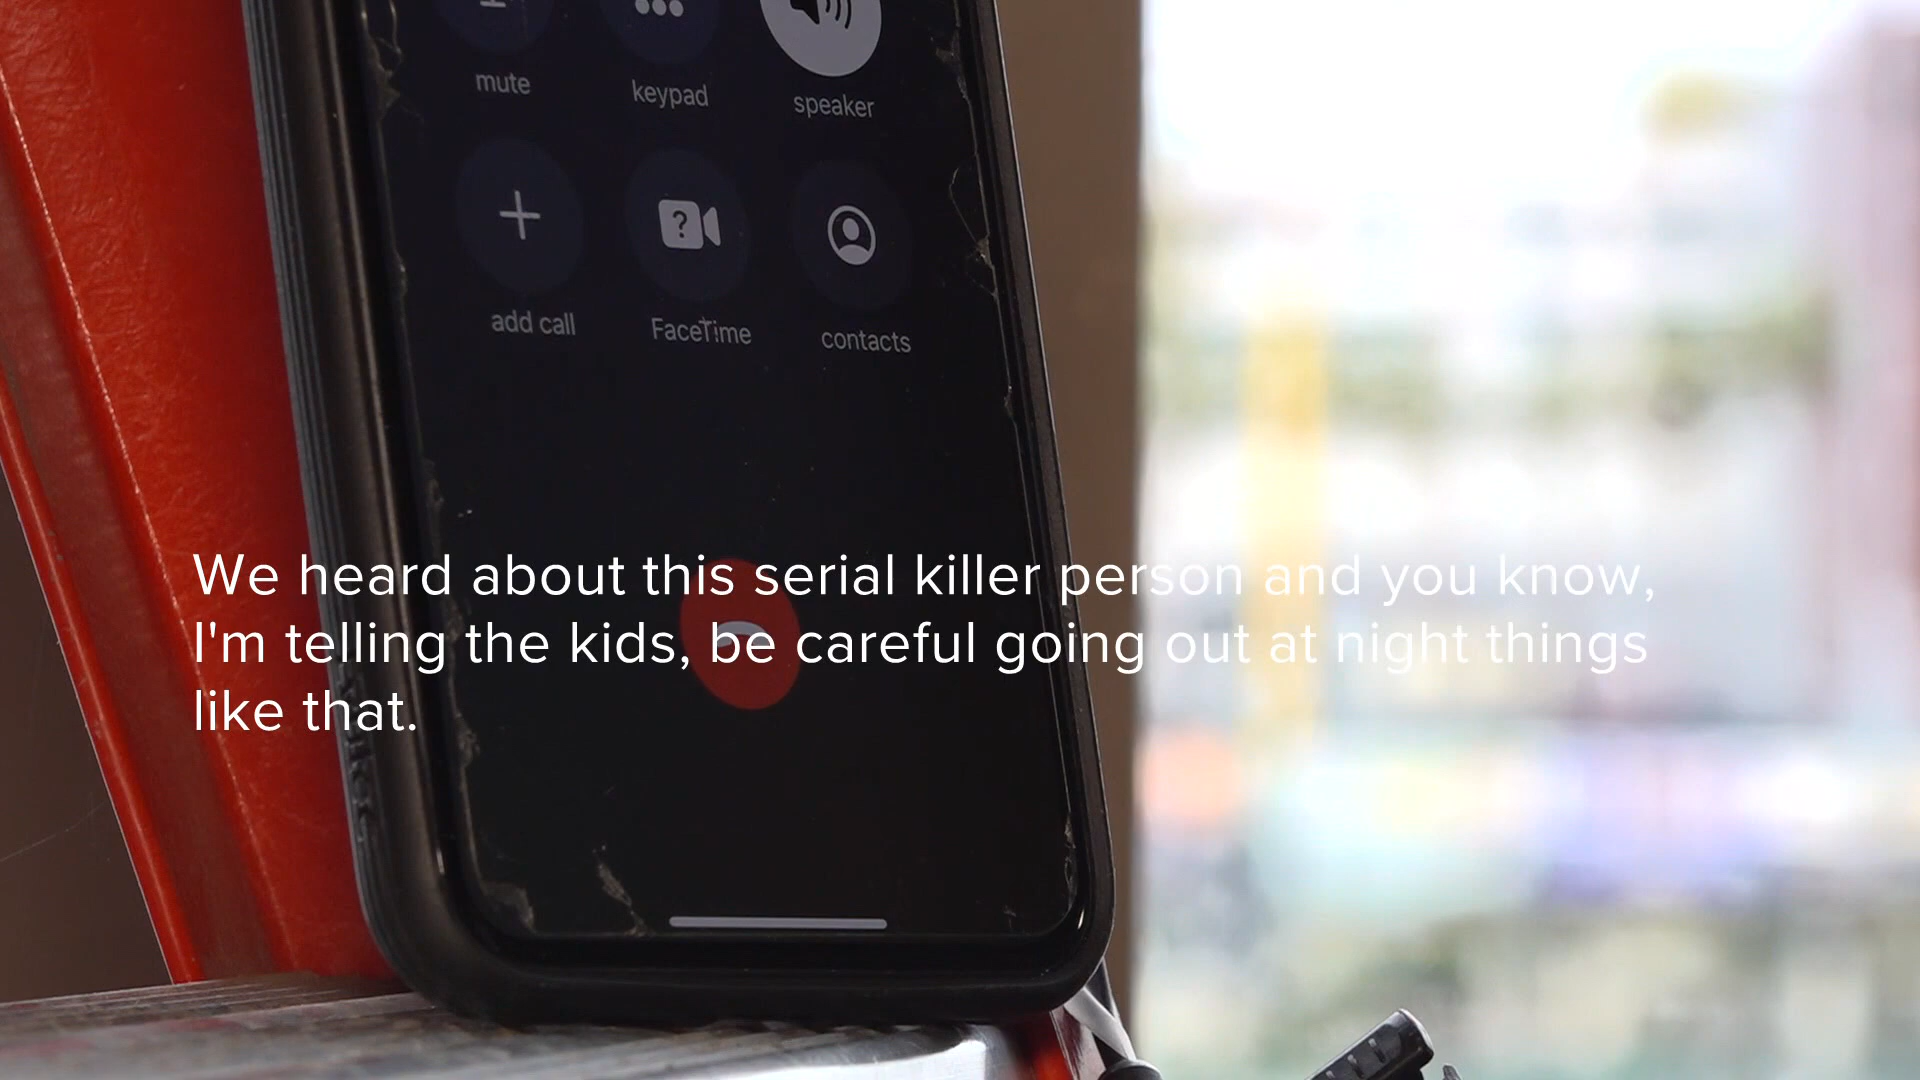 mute keypad speaker
add call FaceTime contacts
We heard about this serial killer person and you know,
I'm telling the kids, be careful going out at night things
like that.